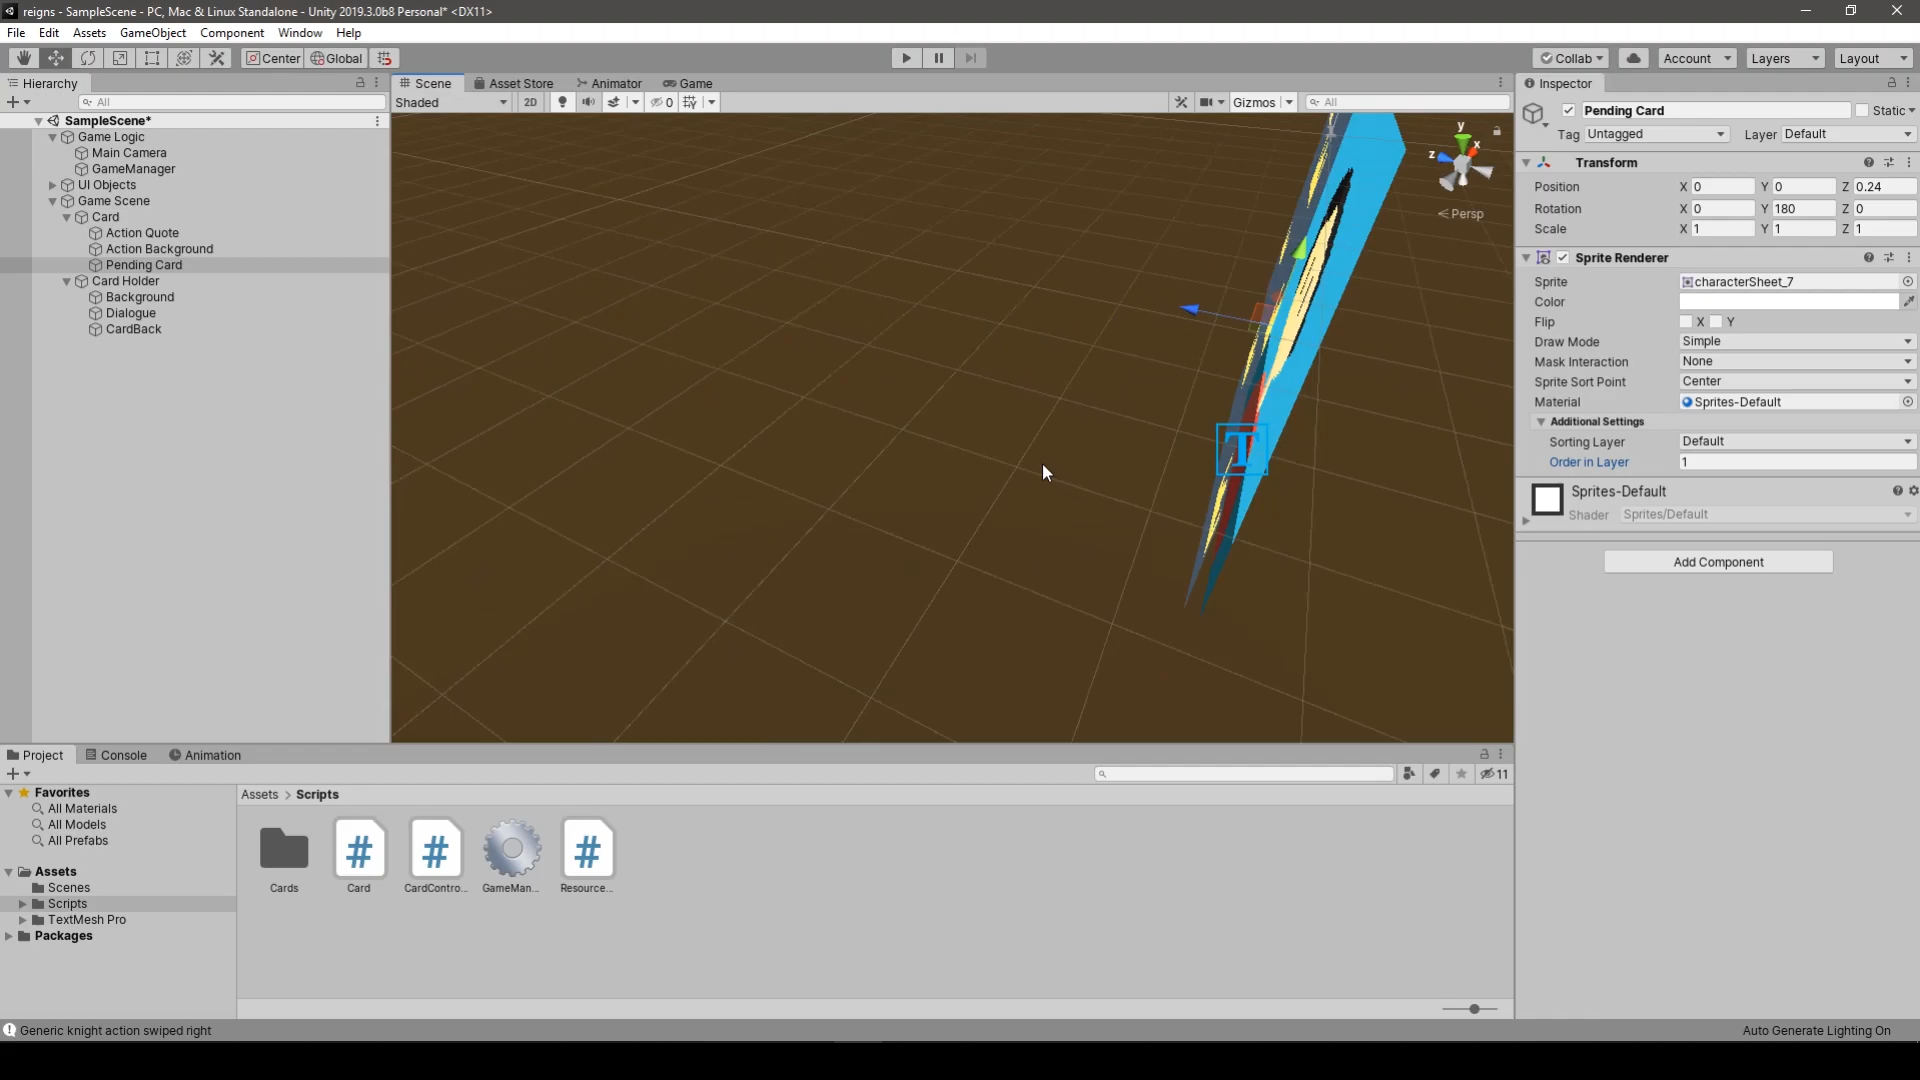 reigns - SampleScene - PC, Mac & Linux Standalone - Unity 2019.3.0b8 Personal* <DX11>
File Edit Assets GameObject Component Window Help
Center Global Collab Account Layers Layout
Hierarchy
All
SampleScene*
Game Logic
Main Camera
GameManager
UI Objects
Game Scene
Card
Action Quote
Action Background
Pending Card
Card Holder
Background
Dialogue
CardBack
Scene Asset Store Animator Game
Shaded 2D 0 Gizmos All
y
x
z
Persp
T
Inspector
Pending Card Static
Tag Untagged Layer Default
Transform
Position X 0 Y 0 Z 0.24
Rotation X 0 Y 180 Z 0
Scale X 1 Y 1 Z 1
Sprite Renderer
Sprite characterSheet_7
Color
Flip X Y
Draw Mode Simple
Mask Interaction None
Sprite Sort Point Center
Material Sprites-Default
Additional Settings
Sorting Layer Default
Order in Layer 1
Sprites-Default
Shader Sprites/Default
Add Component
Project Console Animation
11
Favorites
All Materials
All Models
All Prefabs
Assets
Scenes
Scripts
TextMesh Pro
Packages
Assets > Scripts
# # #
Cards Card CardContro... GameMan... Resource...
Generic knight action swiped right
Auto Generate Lighting On